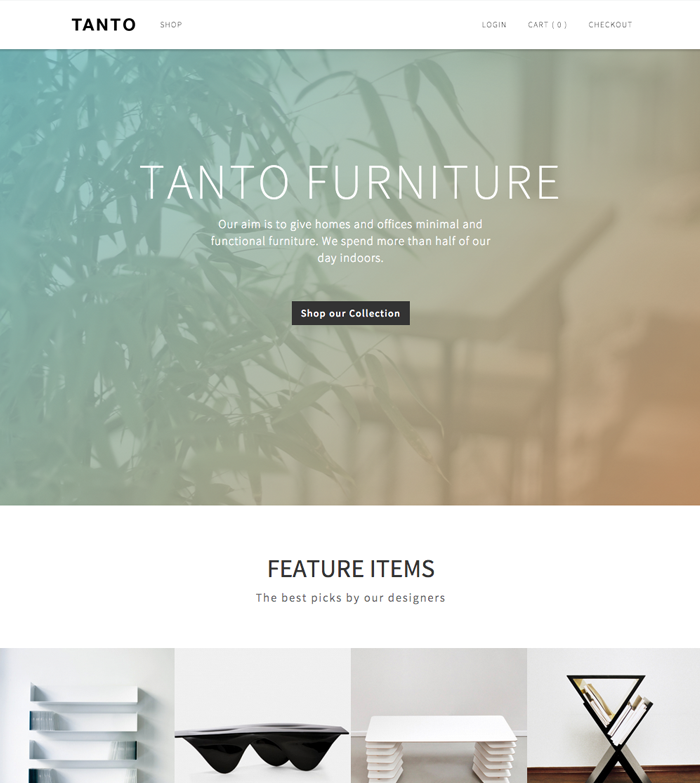 TANTO
SHOP
LOGIN
CART ( 0 )
CHECKOUT
TANTO FURNITURE
Our aim is to give homes and offices minimal and
functional furniture. We spend more than half of our
day indoors.
Shop our Collection
FEATURE ITEMS
The best picks by our designers